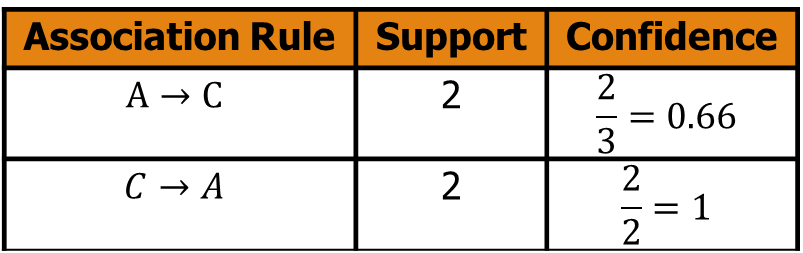 Association Rule Support Confidence
A → C 2 2/3 = 0.66
C → A 2 2/2 = 1